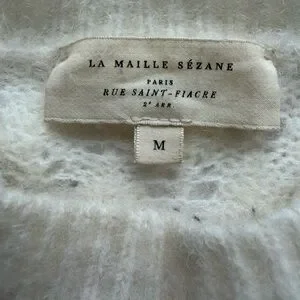 LA MAILLE SÉZANE
PARIS
RUE SAINT-FIACRE
2e ARR.
M